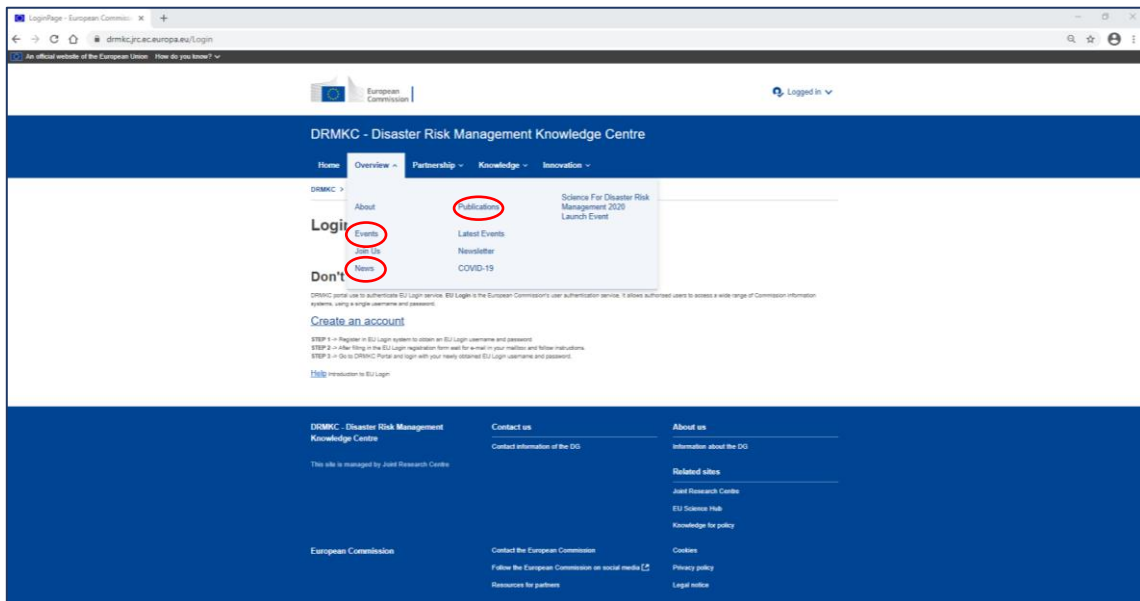 LoginPage - European Commiss
drmkc.jrc.ec.europa.eu/Login
An official website of the European Union How do you know?
European
Commission
Logged in
DRMKC - Disaster Risk Management Knowledge Centre
Home Overview Partnership Knowledge Innovation
DRMKC >
About
Publications
Science For Disaster Risk
Management 2020
Launch Event
Login
Events
Latest Events
Join Us
Newsletter
News
COVID-19
Don't
DRMKC portal use to authenticate EU Login service. EU Login is the European Commission's user authentication service. It allows authorised users to access a wide range of Commission information
systems, using a single username and password.
Create an account
STEP 1 -> Register in EU Login system to obtain an EU Login username and password
STEP 2 -> After filling in the EU Login registration form wait for e-mail in your mailbox and follow instructions.
STEP 3 -> Go to DRMKC Portal and login with your newly obtained EU Login username and password.
Help Introduction to EU Login
DRMKC - Disaster Risk Management
Knowledge Centre
This site is managed by Joint Research Centre
Contact us
Contact information of the DG
About us
Information about the DG
Related sites
Joint Research Centre
EU Science Hub
Knowledge for policy
European Commission
Contact the European Commission
Follow the European Commission on social media
Resources for partners
Cookies
Privacy policy
Legal notice